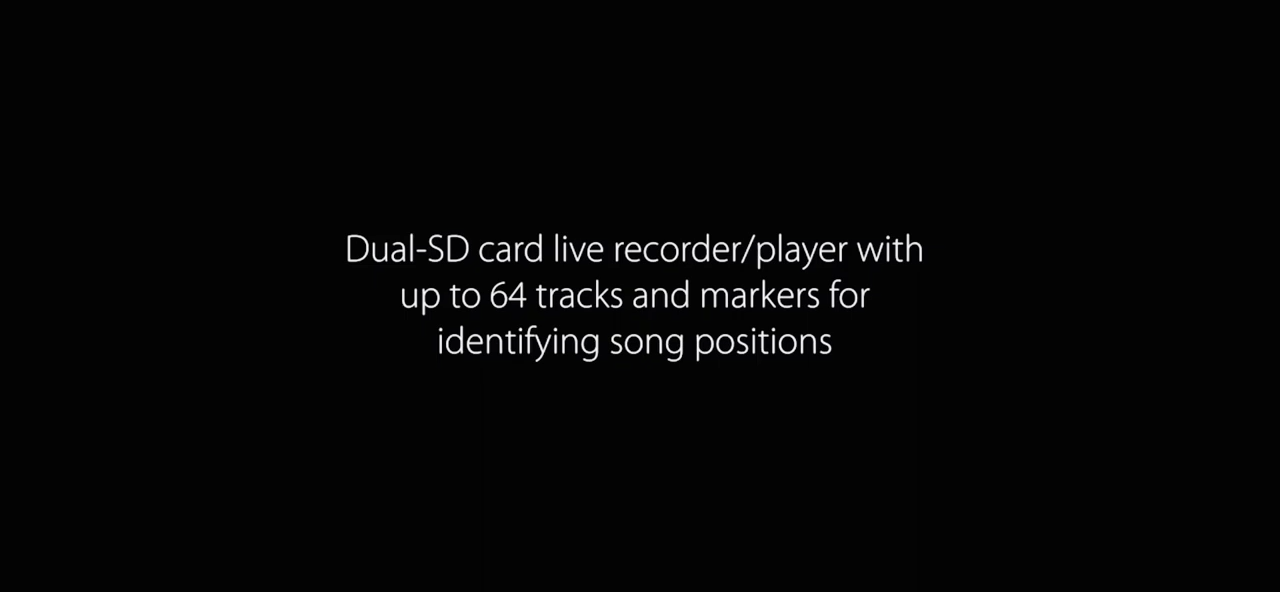 Dual-SD card live recorder/player with
up to 64 tracks and markers for
identifying song positions